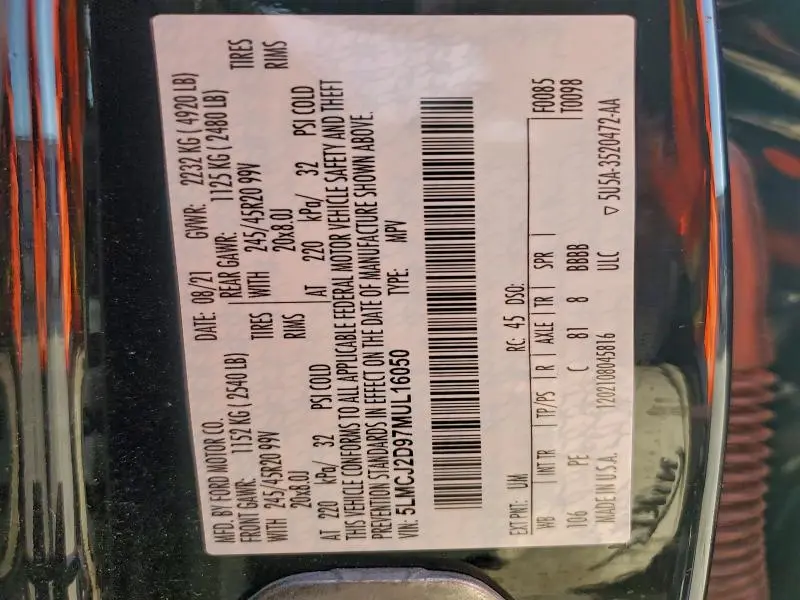 MFD. BY FORD MOTOR CO.
DATE: 08/21 GVWR: 2232 KG ( 4920 LB)
FRONT GAWR: 1152 KG ( 2540 LB) REAR GAWR: 1125 KG ( 2480 LB)
WITH 245/45R20 99V TIRES WITH 245/45R20 99V TIRES
20x8.0J RIMS 20x8.0J RIMS
AT 220 kPa/ 32 PSI COLD AT 220 kPa/ 32 PSI COLD
THIS VEHICLE CONFORMS TO ALL APPLICABLE FEDERAL MOTOR VEHICLE SAFETY AND THEFT
PREVENTION STANDARDS IN EFFECT ON THE DATE OF MANUFACTURE SHOWN ABOVE.
VIN: 5LMCJ2D97MUL16050 TYPE: MPV
EXT PNT: UM RC: 45 DSO: F0085
WB INT TR TP/PS R AXLE TR SPR T0098
106 PE C 81 8 BBBB
MADE IN U.S.A. 1202108045816 ULC ▽ 5U5A-3520472-AA